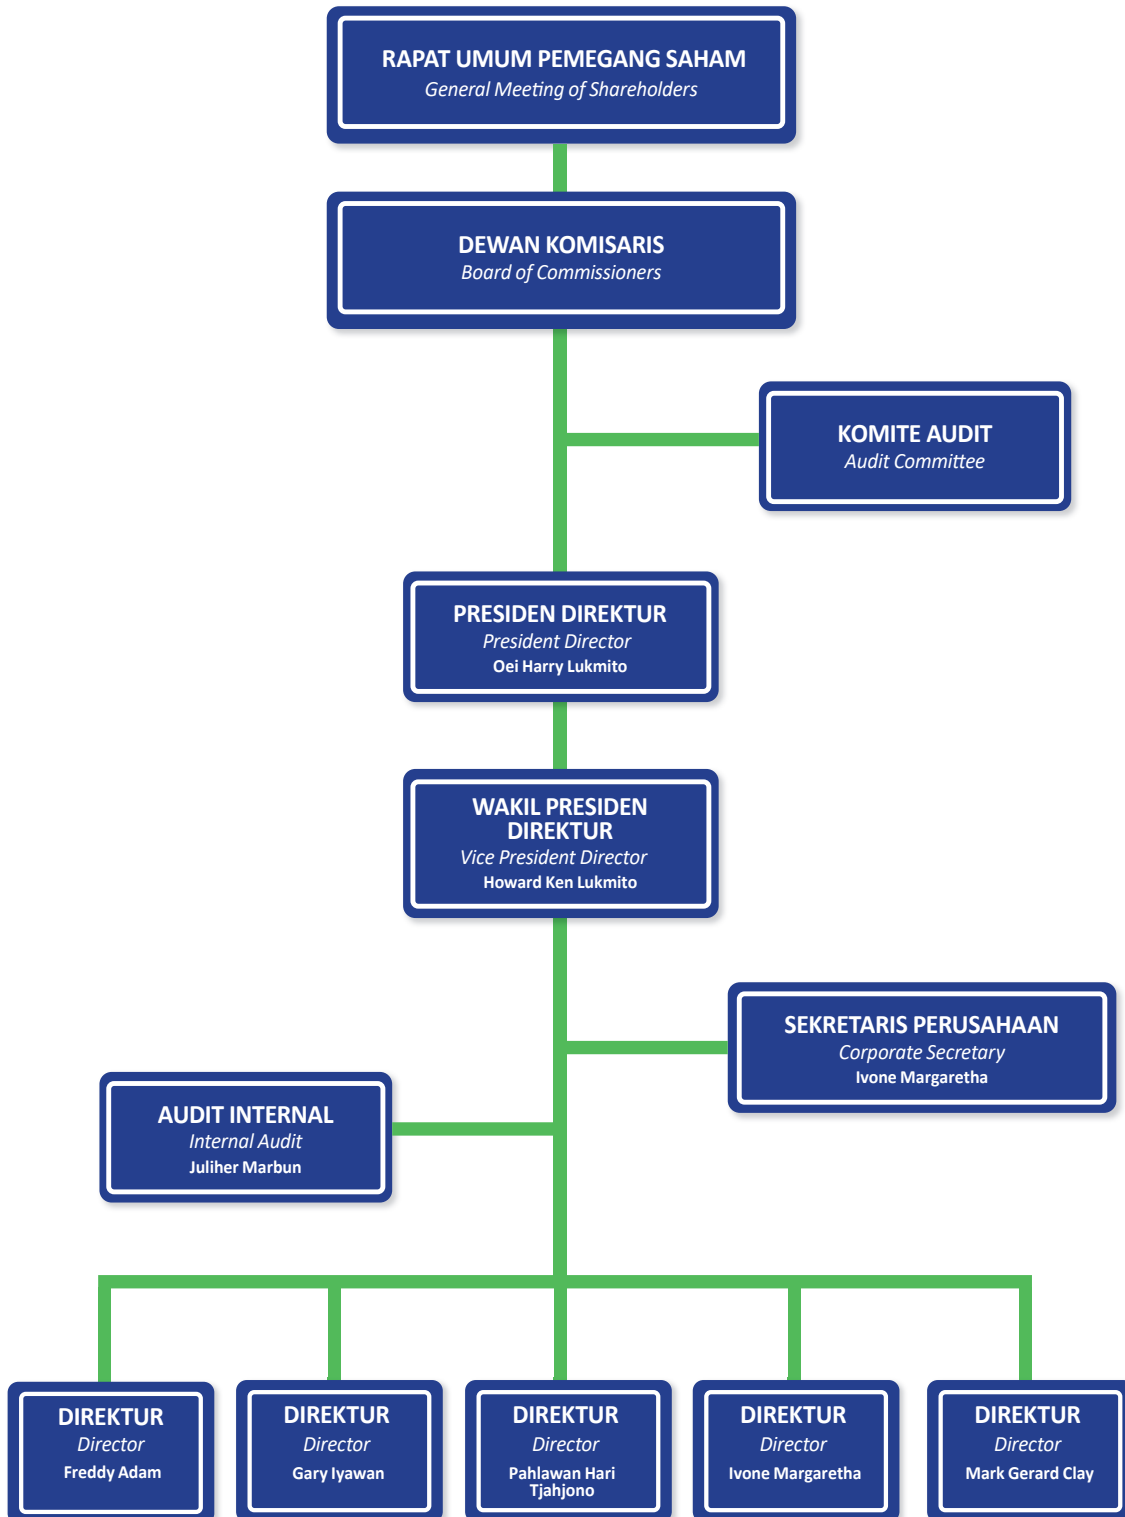 RAPAT UMUM PEMEGANG SAHAM
General Meeting of Shareholders
DEWAN KOMISARIS
Board of Commissioners
KOMITE AUDIT
Audit Committee
PRESIDEN DIREKTUR
President Director
Oei Harry Lukmito
WAKIL PRESIDEN
DIREKTUR
Vice President Director
Howard Ken Lukmito
SEKRETARIS PERUSAHAAN
Corporate Secretary
Ivone Margaretha
AUDIT INTERNAL
Internal Audit
Juliher Marbun
DIREKTUR
Director
Freddy Adam
DIREKTUR
Director
Gary Iyawan
DIREKTUR
Director
Pahlawan Hari
Tjahjono
DIREKTUR
Director
Ivone Margaretha
DIREKTUR
Director
Mark Gerard Clay